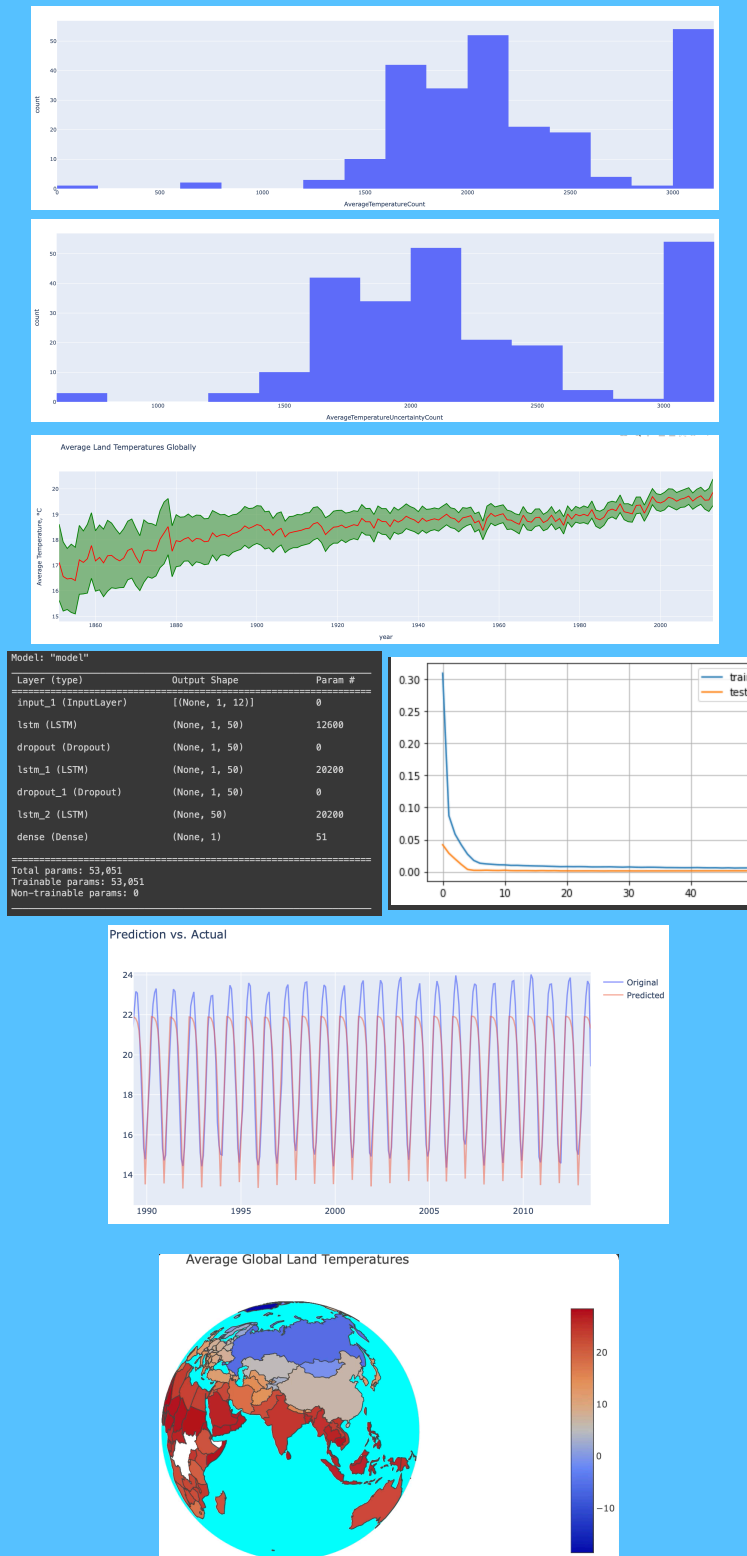 50
40
30
20
10
0
count
0 500 1000 1500 2000 2500 3000
AverageTemperatureCount
50
40
30
20
10
0
count
1000 1500 2000 2500 3000
AverageTemperatureUncertaintyCount
Average Land Temperatures Globally
20
19
18
17
16
15
Average Temperature, °C
1860 1880 1900 1920 1940 1960 1980 2000
year
Model: "model"
Layer (type) Output Shape Param #
input_1 (InputLayer) [(None, 1, 12)] 0
lstm (LSTM) (None, 1, 50) 12600
dropout (Dropout) (None, 1, 50) 0
lstm_1 (LSTM) (None, 1, 50) 20200
dropout_1 (Dropout) (None, 1, 50) 0
lstm_2 (LSTM) (None, 50) 20200
dense (Dense) (None, 1) 51
Total params: 53,051
Trainable params: 53,051
Non-trainable params: 0
0.30
0.25
0.20
0.15
0.10
0.05
0.00
0 10 20 30 40
test
Prediction vs. Actual
24
22
20
18
16
14
1990 1995 2000 2005 2010
Original
Predicted
Average Global Land Temperatures
20
10
0
−10